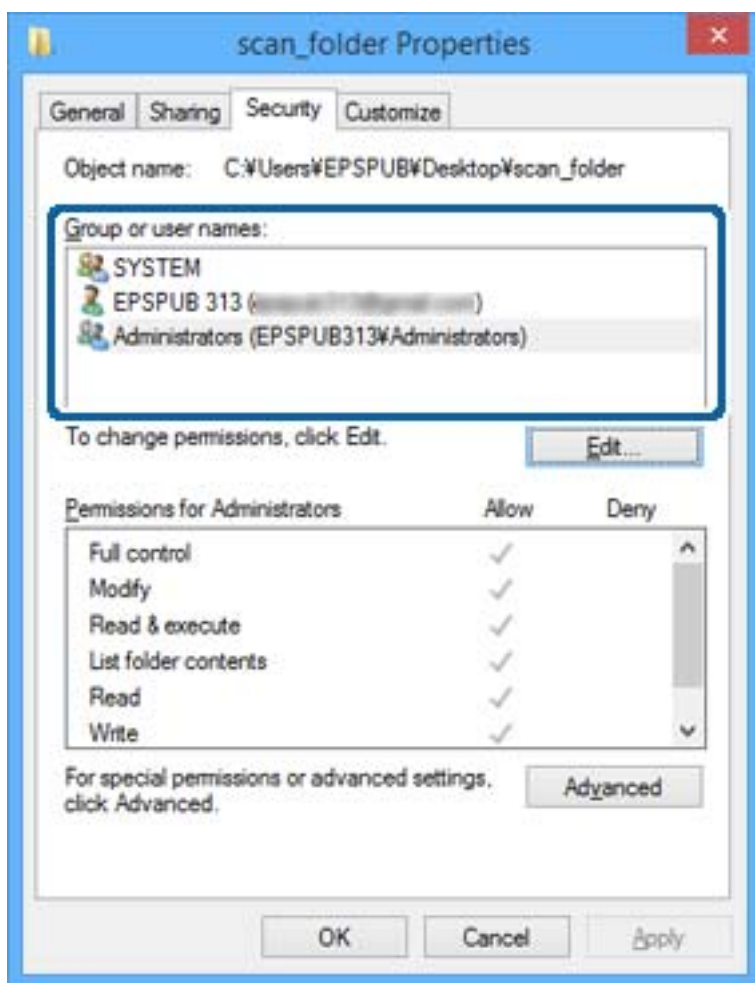 scan_folder Properties
General Sharing Security Customize
Object name: C:¥Users¥EPSPUB¥Desktop¥scan_folder
Group or user names:
SYSTEM
EPSPUB 313 ( )
Administrators (EPSPUB313¥Administrators)
To change permissions, click Edit.
Edit...
Permissions for Administrators Allow Deny
Full control
Modify
Read & execute
List folder contents
Read
Write
For special permissions or advanced settings,
click Advanced.
Advanced
OK Cancel Apply